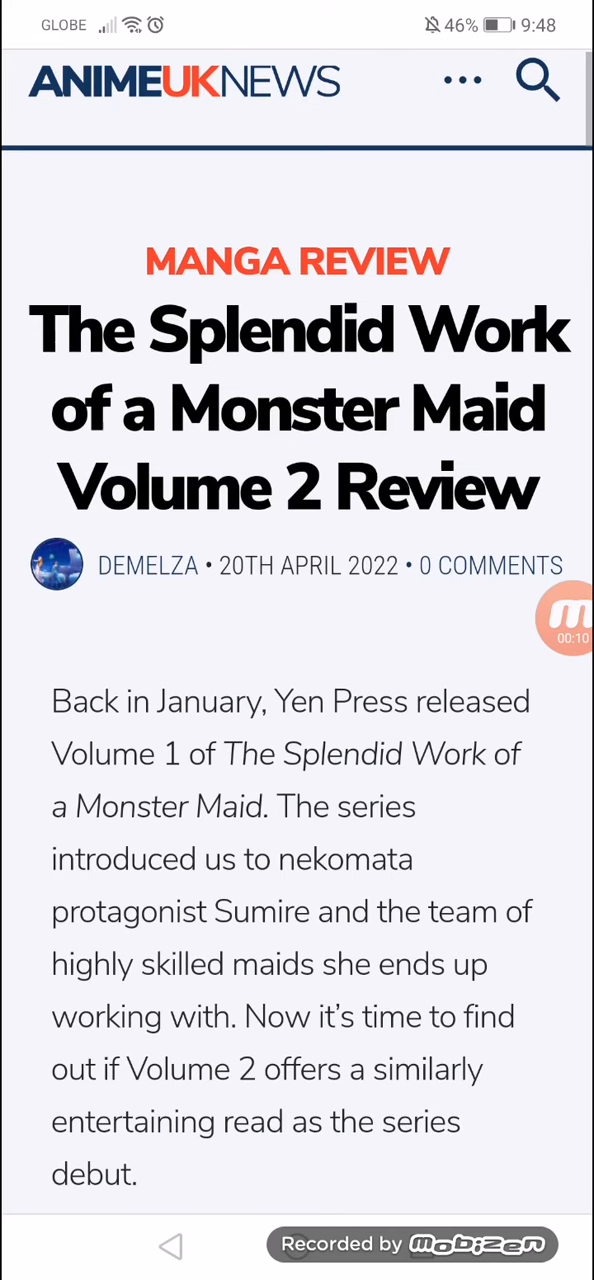 GLOBE 46% 9:48
ANIMEUKNEWS
MANGA REVIEW
The Splendid Work
of a Monster Maid
Volume 2 Review
DEMELZA • 20TH APRIL 2022 • 0 COMMENTS
00:10
Back in January, Yen Press released
Volume 1 of The Splendid Work of
a Monster Maid. The series
introduced us to nekomata
protagonist Sumire and the team of
highly skilled maids she ends up
working with. Now it’s time to find
out if Volume 2 offers a similarly
entertaining read as the series
debut.
Recorded by mobizen